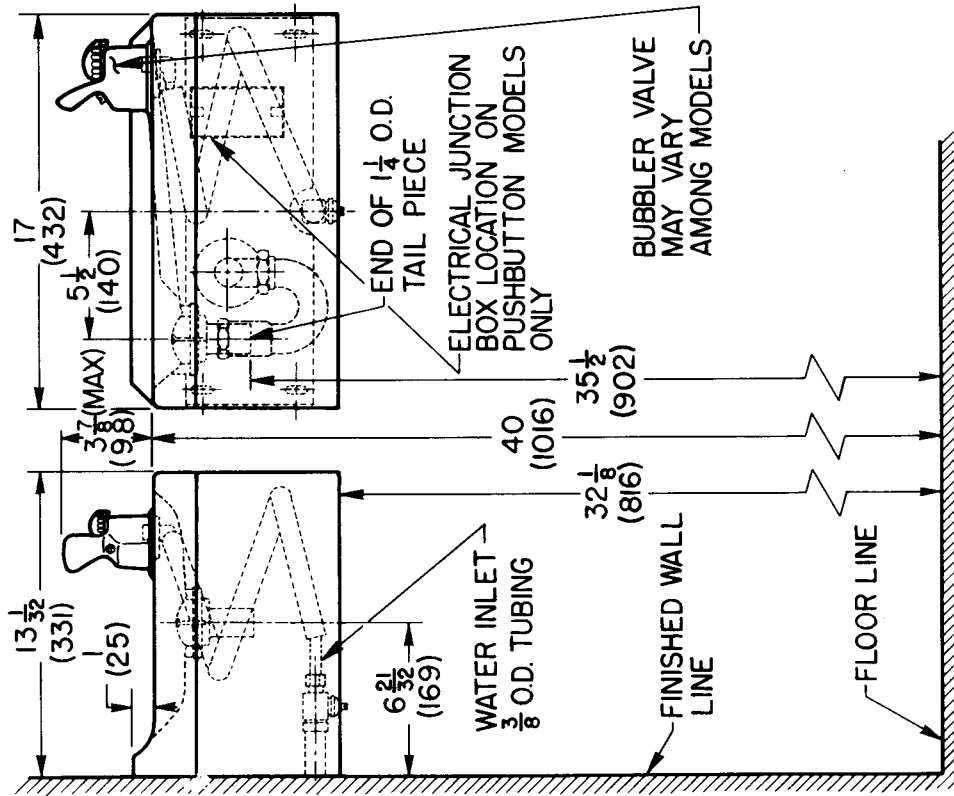 17
(432)
5 1/2
(140)
3 7/8 (MAX)
(98)
13 1/32
(331)
1
(25)
6 21/32
(169)
END OF 1 1/4 O.D.
TAIL PIECE
ELECTRICAL JUNCTION
BOX LOCATION ON
PUSHBUTTON MODELS
ONLY
BUBBLER VALVE
MAY VARY
AMONG MODELS
35 1/2
(902)
40
(1016)
32 1/8
(816)
WATER INLET
3/8 O.D. TUBING
FINISHED WALL
LINE
FLOOR LINE